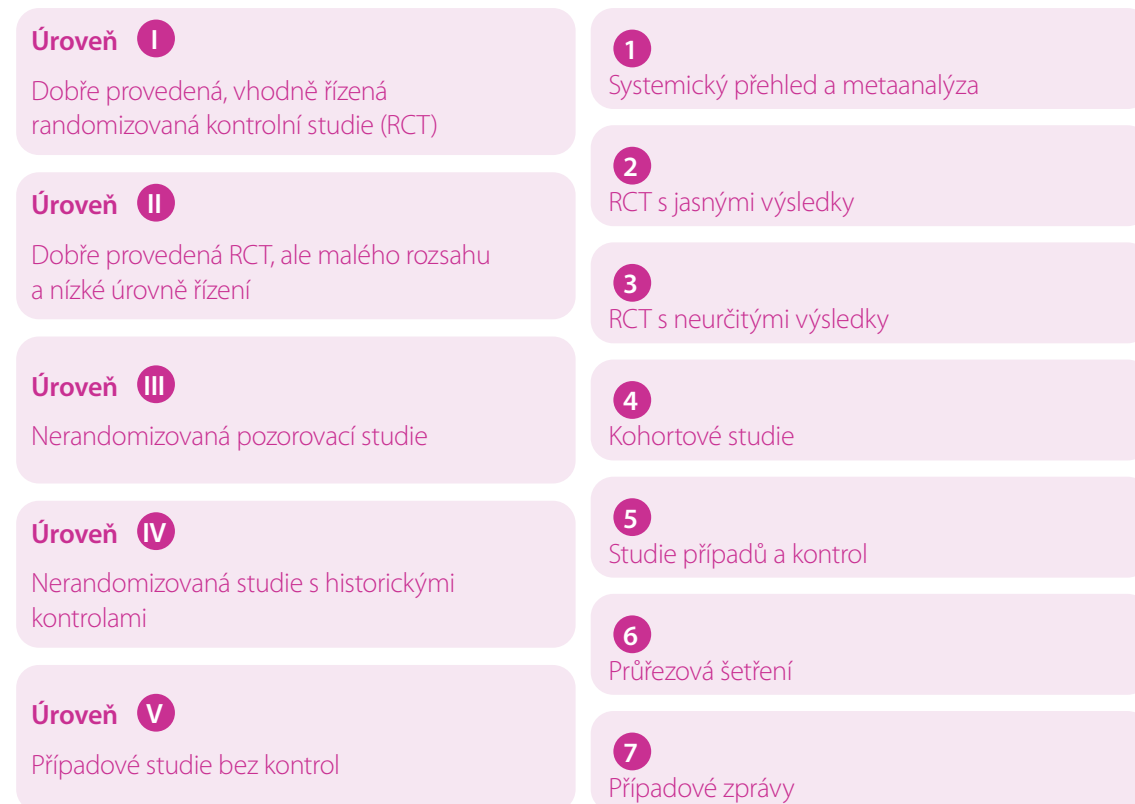 Úroveň I
Dobře provedená, vhodně řízená
randomizovaná kontrolní studie (RCT)
Úroveň II
Dobře provedená RCT, ale malého rozsahu
a nízké úrovně řízení
Úroveň III
Nerandomizovaná pozorovací studie
Úroveň IV
Nerandomizovaná studie s historickými
kontrolami
Úroveň V
Případové studie bez kontrol
1
Systemický přehled a metaanalýza
2
RCT s jasnými výsledky
3
RCT s neurčitými výsledky
4
Kohortové studie
5
Studie případů a kontrol
6
Průřezová šetření
7
Případové zprávy